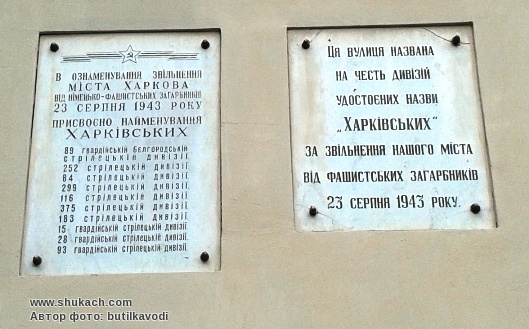 В ОЗНАМЕНУВАННЯ ЗВІЛЬНЕННЯ
МІСТА ХАРКОВА
ВІД НІМЕЦЬКО-ФАШИСТСЬКИХ ЗАГАРБНИКІВ
23 СЕРПНЯ 1943 РОКУ
ПРИСВОЄНО НАЙМЕНУВАННЯ
ХАРКІВСЬКИХ
89 гвардійській Бєлгородській
стрілецькій дивізії
252 стрілецькій дивізії
84 стрілецькій дивізії
299 стрілецькій дивізії
116 стрілецькій дивізії
375 стрілецькій дивізії
183 стрілецькій дивізії
15 гвардійській стрілецькій дивізії.
28 гвардійській стрілецькій дивізії.
93 гвардійській стрілецькій дивізії.
ЦЯ ВУЛИЦЯ НАЗВАНА
НА ЧЕСТЬ ДИВІЗІЙ
УДОСТОЄНИХ НАЗВИ
„ХАРКІВСЬКИХ"
ЗА ЗВІЛЬНЕННЯ НАШОГО МІСТА
ВІД ФАШИСТСЬКИХ ЗАГАРБНИКІВ
23 СЕРПНЯ 1943 РОКУ.
www.shukach.com
Автор фото: butilkavodi